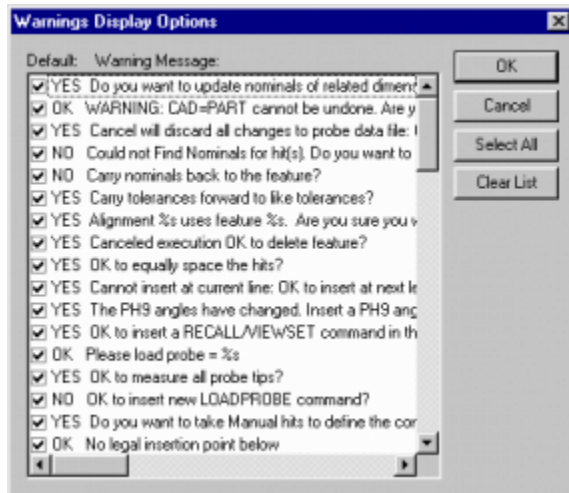 Warnings Display Options
Default: Warning Message:
YES Do you want to update nominals of related
OK WARNING: CAD=PART cannot be undone. Are
YES Cancel will discard all changes to probe data file:
NO Could not Find Nominals for hit(s). Do you want to
NO Carry nominals back to the feature?
YES Carry tolerances forward to like tolerances?
YES Alignment %s uses feature %s. Are you sure you
YES Canceled execution OK to delete feature?
YES OK to equally space the hits?
YES Cannot insert at current line: OK to insert at next
YES The PH9 angles have changed. Insert a PH9
YES OK to insert a RECALL/VIEWSET command in
OK Please load probe = %s
YES OK to measure all probe tips?
NO OK to insert new LOADPROBE command?
YES Do you want to take Manual hits to define the
OK No legal insertion point below
OK
Cancel
Select All
Clear List